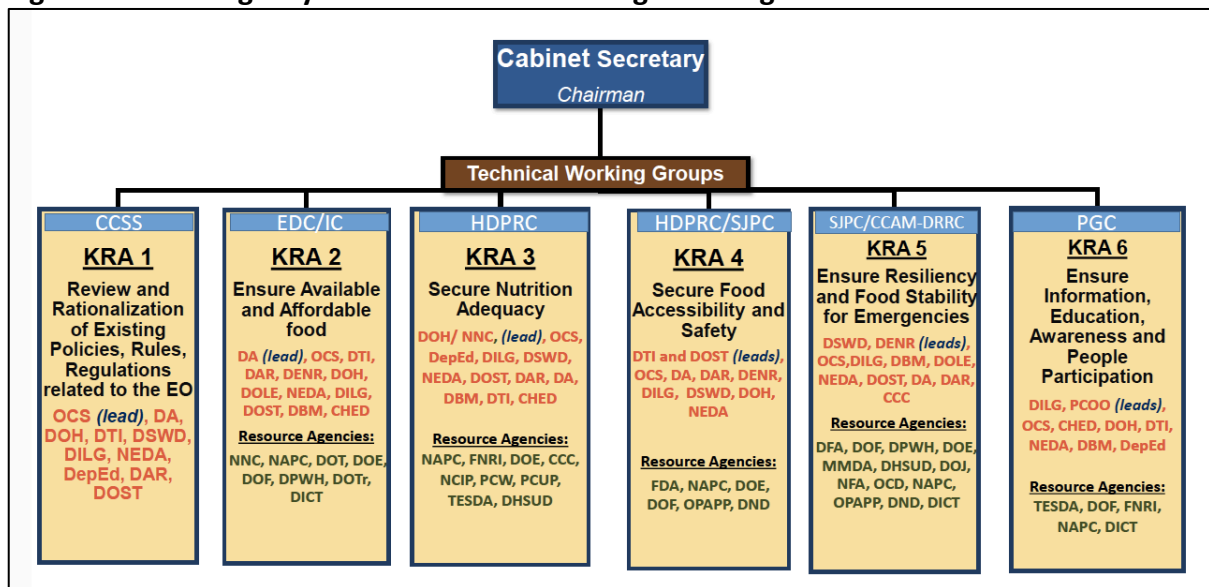 Cabinet Secretary
Chairman
Technical Working Groups
CCSS
KRA 1
Review and
Rationalization
of Existing
Policies, Rules,
Regulations
related to the EO
OCS (lead), DA,
DOH, DTI, DSWD,
DILG, NEDA,
DepEd, DAR,
DOST
EDC/IC
KRA 2
Ensure Available
and Affordable
food
DA (lead), OCS, DTI,
DAR, DENR, DOH,
DOLE, NEDA, DILG,
DOST, DBM, CHED
Resource Agencies:
NNC, NAPC, DOT, DOE,
DOF, DPWH, DOTr,
DICT
HDPRC
KRA 3
Secure Nutrition
Adequacy
DOH/ NNC, (lead), OCS,
DepEd, DILG, DSWD,
NEDA, DOST, DAR, DA,
DBM, DTI, CHED
Resource Agencies:
NAPC, FNRI, DOE, CCC,
NCIP, PCW, PCUP,
TESDA, DHSUD
HDPRC/SJPC
KRA 4
Secure Food
Accessibility and
Safety
DTI and DOST (leads),
OCS, DA, DAR, DENR,
DILG, DSWD, DOH,
NEDA
Resource Agencies:
FDA, NAPC, DOE,
DOF, OPAPP, DND
SJPC/CCAM-DRRC
KRA 5
Ensure Resiliency
and Food Stability
for Emergencies
DSWD, DENR (leads),
OCS,DILG, DBM, DOLE,
NEDA, DOST, DA, DAR,
CCC
Resource Agencies:
DFA, DOF, DPWH, DOE,
MMDA, DHSUD, DOJ,
NFA, OCD, NAPC,
OPAPP, DND, DICT
PGC
KRA 6
Ensure
Information,
Education,
Awareness and
People
Participation
DILG, PCOO (leads),
OCS, CHED, DOH, DTI,
NEDA, DBM, DepEd
Resource Agencies:
TESDA, DOF, FNRI,
NAPC, DICT